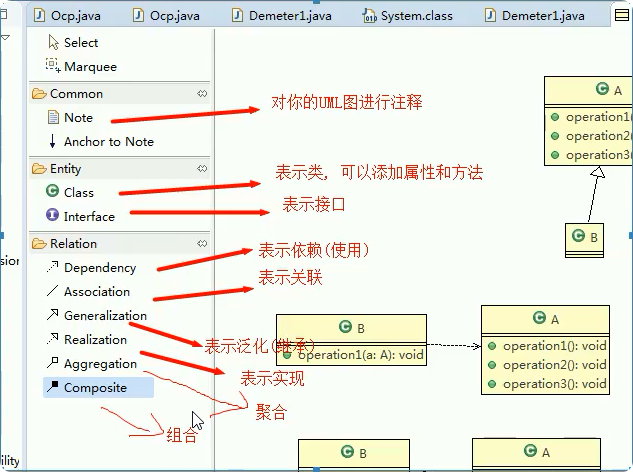 Ocp.java
Ocp.java
Demeter1.java
System.class
Demeter1.java
Select
Marquee
Common
Note
对你的UML图进行注释
Anchor to Note
Entity
Class
表示类, 可以添加属性和方法
Interface
表示接口
Relation
Dependency
表示依赖(使用)
Association
表示关联
Generalization
表示泛化(继承)
Realization
表示实现
Aggregation
聚合
Composite
组合
A
operation1(
operation2(
operation3(
B
B
operation1(a: A): void
A
operation1(): void
operation2(): void
operation3(): void
B
A
sion
ility